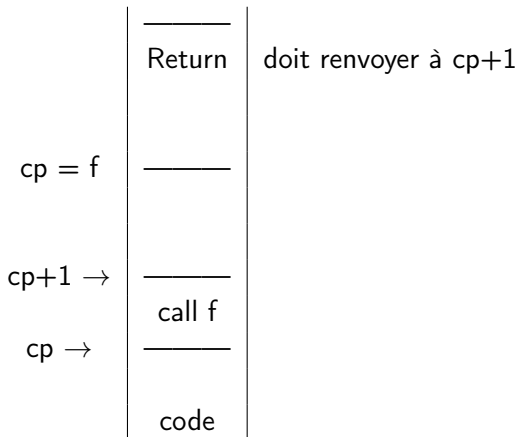 Return doit renvoyer à cp+1
cp = f
cp+1 →
call f
cp →
code